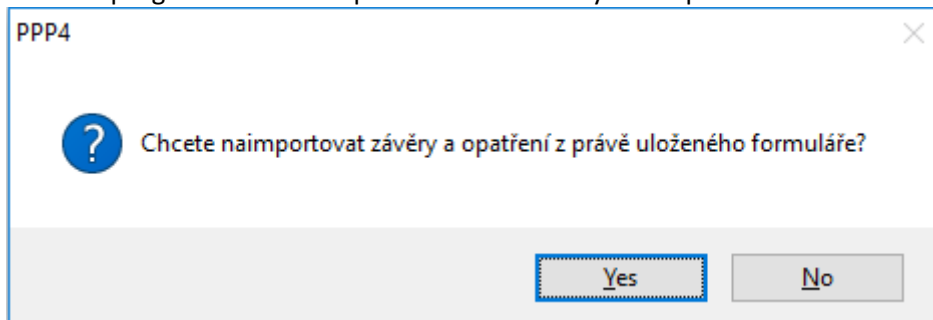 PPP4
Chcete naimportovat závěry a opatření z právě uloženého formuláře?
Yes
No